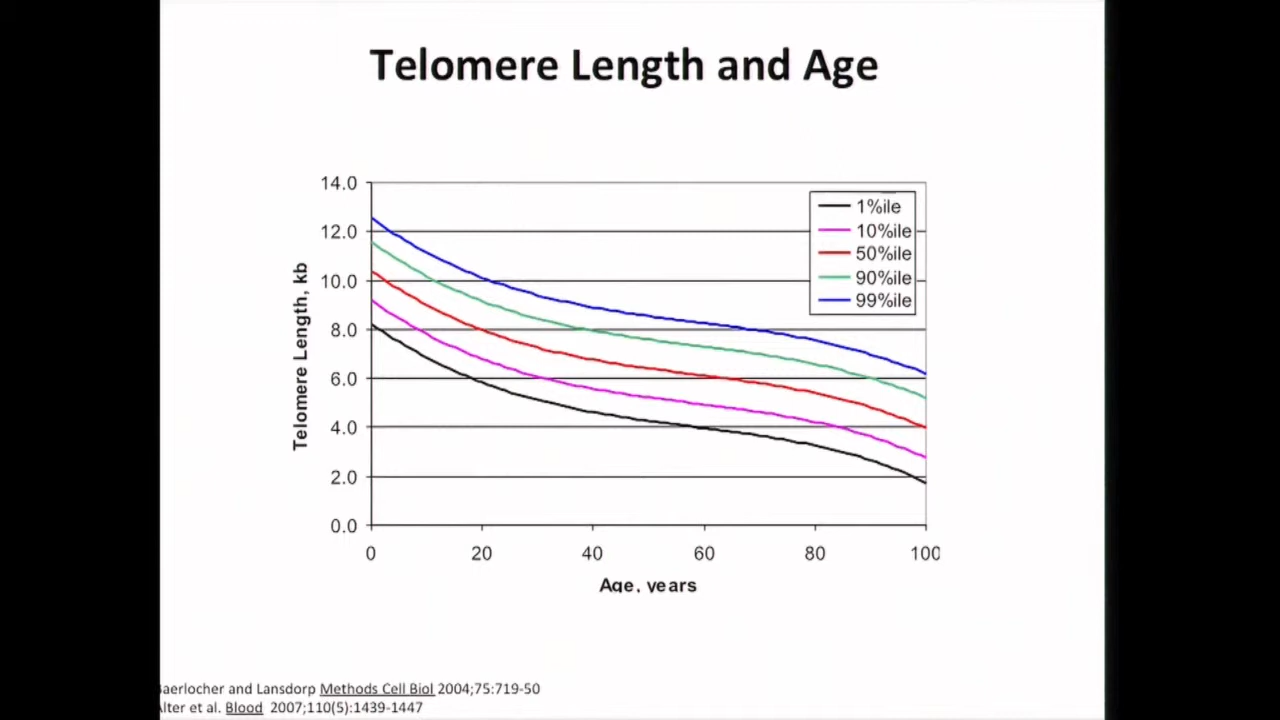 Telomere Length and Age
14.0
12.0
10.0
8.0
6.0
4.0
2.0
0.0
Telomere Length, kb
1%ile
10%ile
50%ile
90%ile
99%ile
0 20 40 60 80 100
Age, years
aerlocher and Lansdorp Methods Cell Biol 2004;75:719-50
Alter et al. Blood 2007;110(5):1439-1447